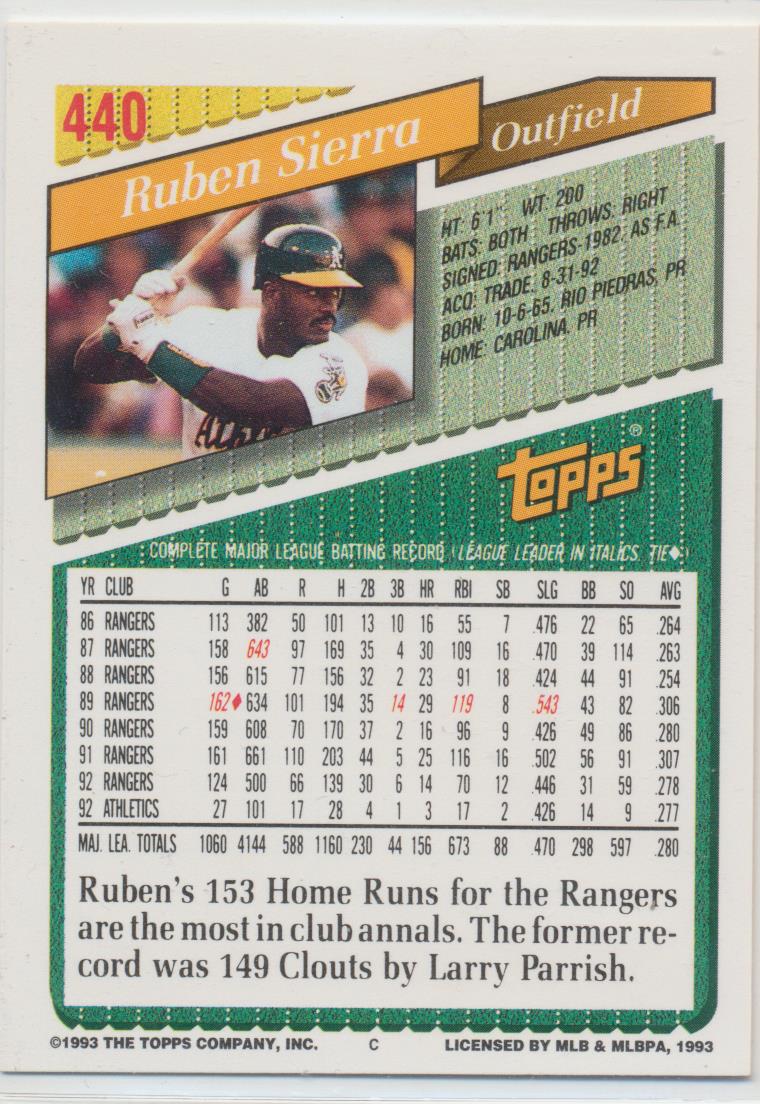 440
Ruben Sierra
Outfield
HT: 6'1" WT: 200
BATS: BOTH THROWS: RIGHT
SIGNED: RANGERS-1982, AS F.A.
ACQ: TRADE, 8-31-92
BORN: 10-6-65, RIO PIEDRAS, PR
HOME: CAROLINA, PR
TOPPS®
COMPLETE MAJOR LEAGUE BATTING RECORD (LEAGUE LEADER IN ITALICS, TIE♦)
YR CLUB G AB R H 2B 3B HR RBI SB SLG BB SO AVG
86 RANGERS 113 382 50 101 13 10 16 55 7 .476 22 65 .264
87 RANGERS 158 643 97 169 35 4 30 109 16 .470 39 114 .263
88 RANGERS 156 615 77 156 32 2 23 91 18 .424 44 91 .254
89 RANGERS 162♦ 634 101 194 35 14 29 119 8 .543 43 82 .306
90 RANGERS 159 608 70 170 37 2 16 96 9 .426 49 86 .280
91 RANGERS 161 661 110 203 44 5 25 116 16 .502 56 91 .307
92 RANGERS 124 500 66 139 30 6 14 70 12 .446 31 59 .278
92 ATHLETICS 27 101 17 28 4 1 3 17 2 .426 14 9 .277
MAJ. LEA. TOTALS 1060 4144 588 1160 230 44 156 673 88 .470 298 597 .280
Ruben's 153 Home Runs for the Rangers
are the most in club annals. The former re-
cord was 149 Clouts by Larry Parrish.
©1993 THE TOPPS COMPANY, INC. C LICENSED BY MLB & MLBPA, 1993